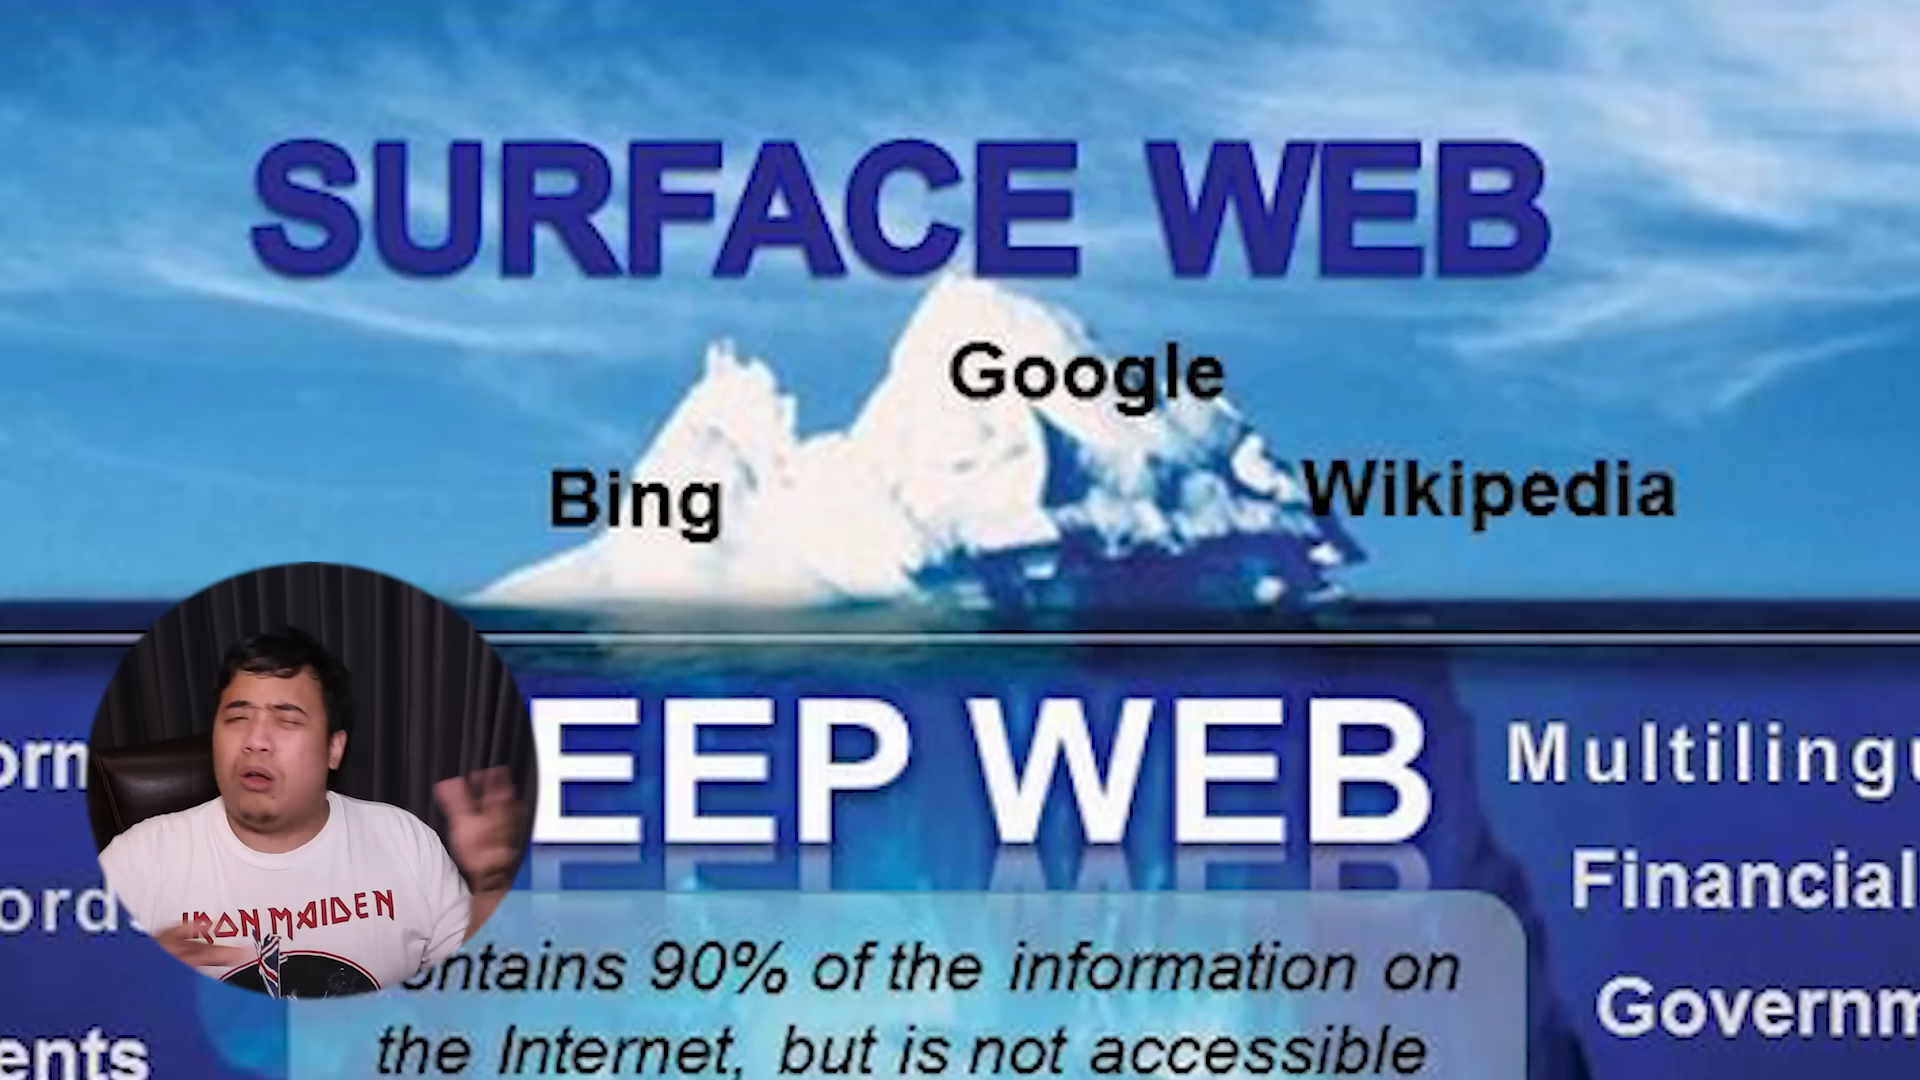 SURFACE WEB
Google
Bing
Wikipedia
EEP WEB
orn
Multilingu
ord
Financial
IRON MAIDEN
ontains 90% of the information on
Governm
the Internet, but is not accessible
ents